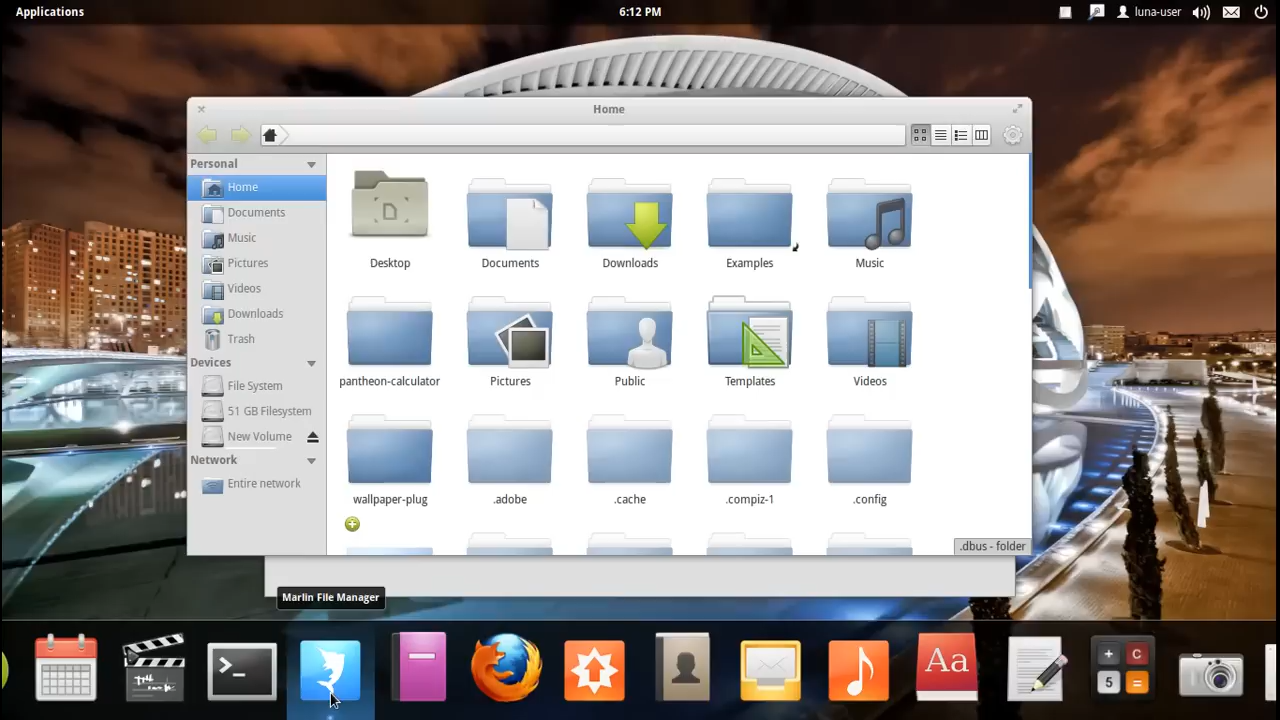 Applications
6:12 PM
luna-user
Home
Personal
Home
Documents
Music
Pictures
Videos
Downloads
Trash
Devices
File System
51 GB Filesystem
New Volume
Network
Entire network
Desktop
Documents
Downloads
Examples
Music
pantheon-calculator
Pictures
Public
Templates
Videos
wallpaper-plug
.adobe
.cache
.compiz-1
.config
.dbus - folder
Marlin File Manager
>_
Aa
+ C
5 =